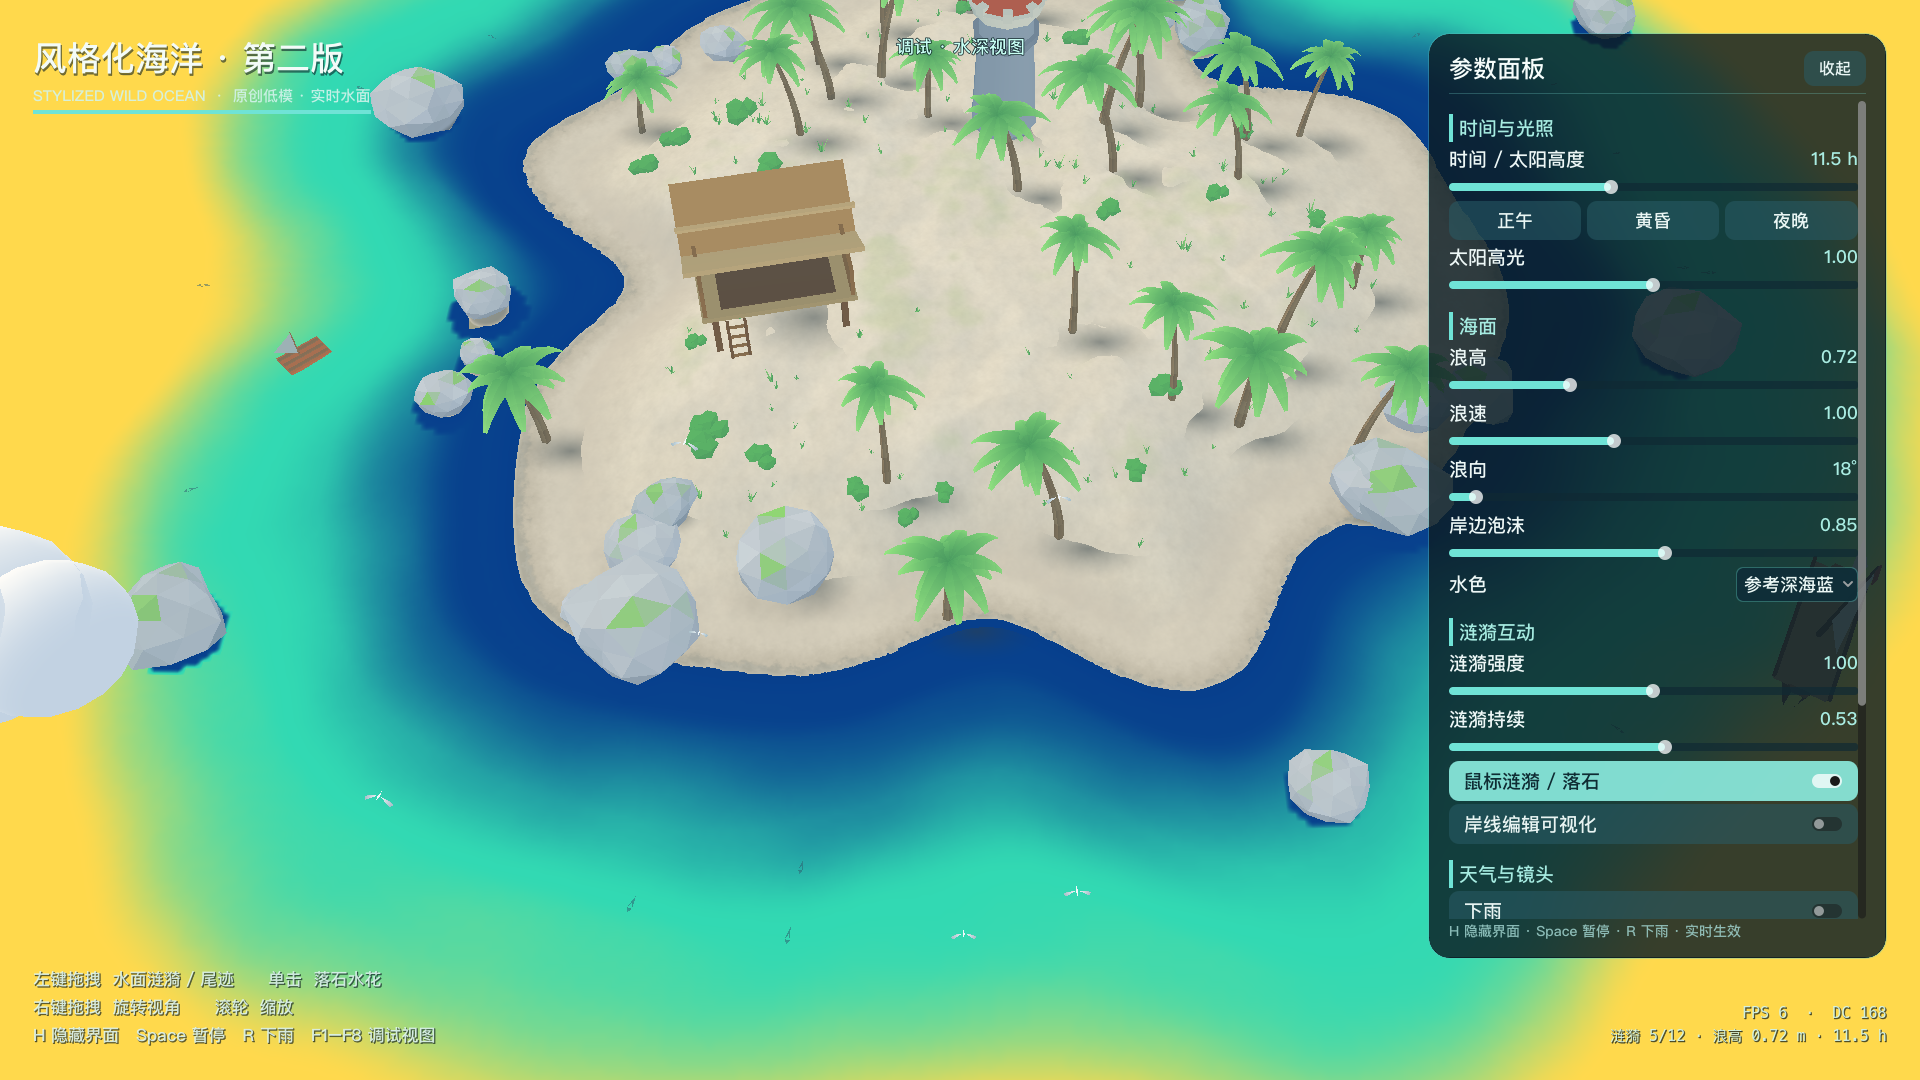 风格化海洋 · 第二版
STYLIZED WILD OCEAN · 原创低模 · 实时水面
调试 · 水深视图
参数面板
收起
时间与光照
时间 / 太阳高度 11.5 h
正午 黄昏 夜晚
太阳高光 1.00
海面
浪高 0.72
浪速 1.00
浪向 18°
岸边泡沫 0.85
水色 参考深海蓝
涟漪互动
涟漪强度 1.00
涟漪持续 0.53
鼠标涟漪 / 落石
岸线编辑可视化
天气与镜头
下雨
H 隐藏界面 · Space 暂停 · R 下雨 · 实时生效
左键拖拽 水面涟漪 / 尾迹 单击 落石水花
右键拖拽 旋转视角 滚轮 缩放
H 隐藏界面 Space 暂停 R 下雨 F1—F8 调试视图
FPS 6 · DC 168
涟漪 5/12 · 浪高 0.72 m · 11.5 h